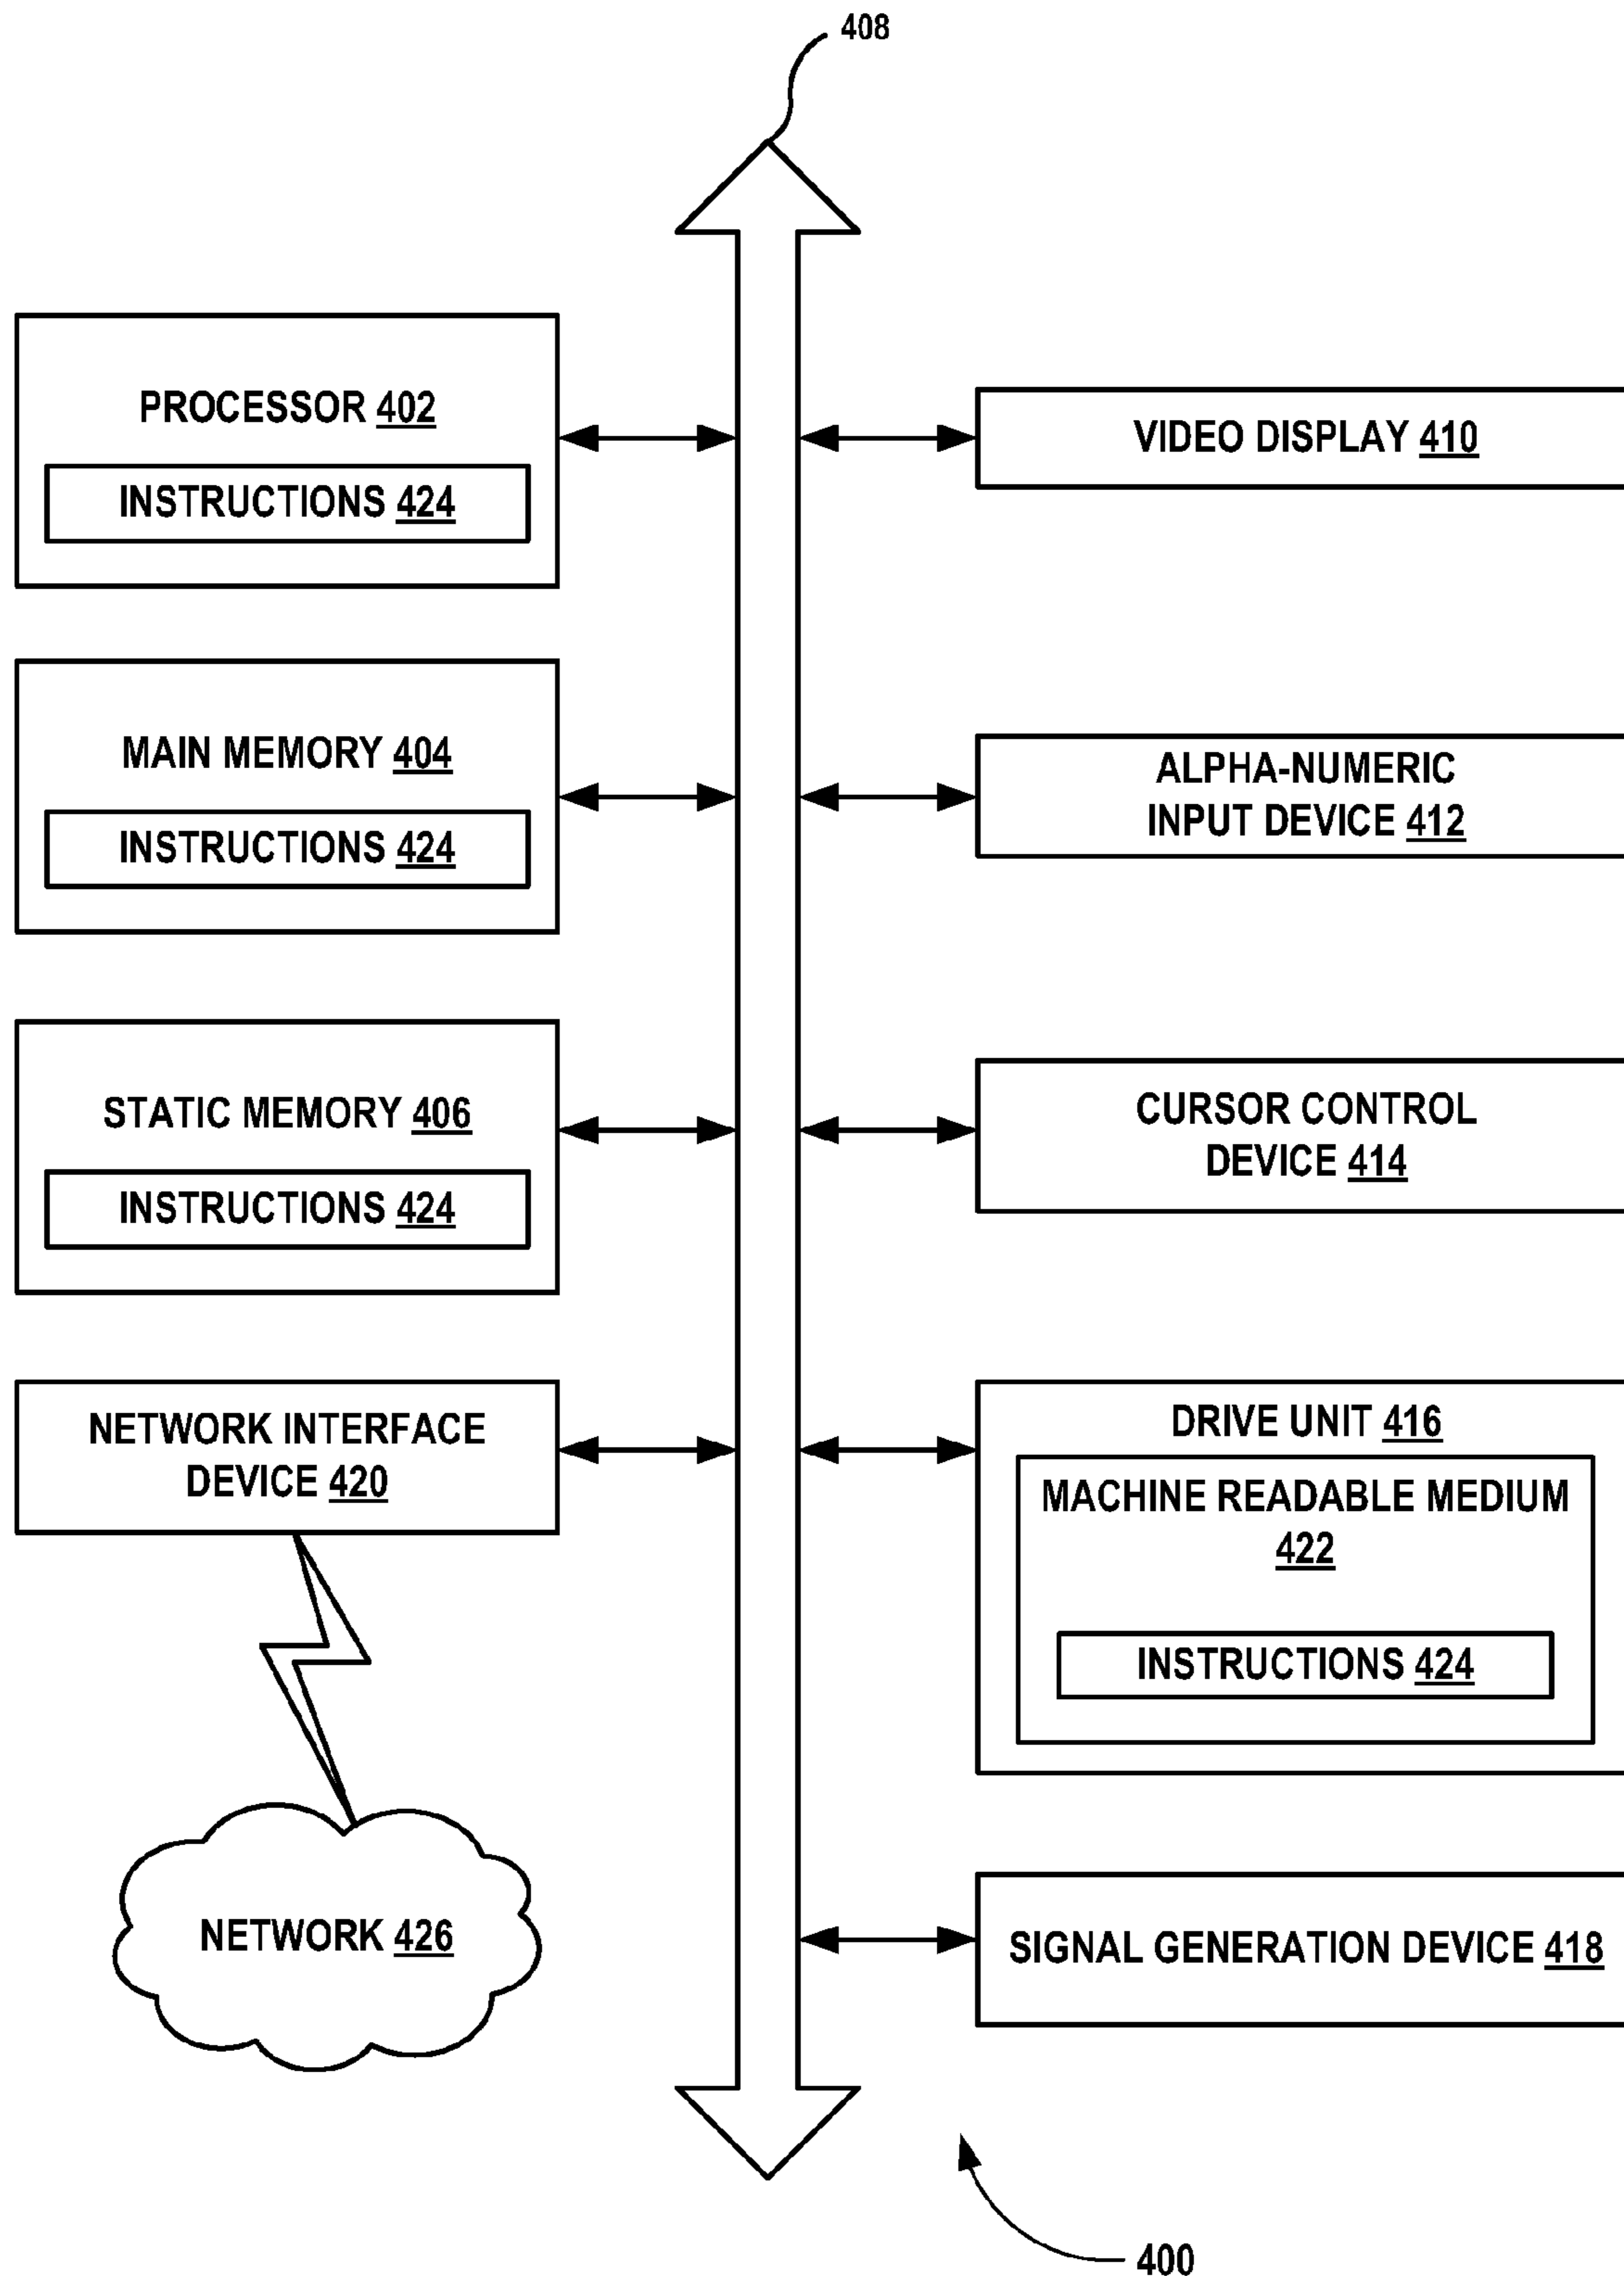 408
PROCESSOR 402
INSTRUCTIONS 424
VIDEO DISPLAY 410
MAIN MEMORY 404
INSTRUCTIONS 424
ALPHA-NUMERIC
INPUT DEVICE 412
STATIC MEMORY 406
INSTRUCTIONS 424
CURSOR CONTROL
DEVICE 414
NETWORK INTERFACE
DEVICE 420
DRIVE UNIT 416
MACHINE READABLE MEDIUM
422
INSTRUCTIONS 424
NETWORK 426
SIGNAL GENERATION DEVICE 418
400